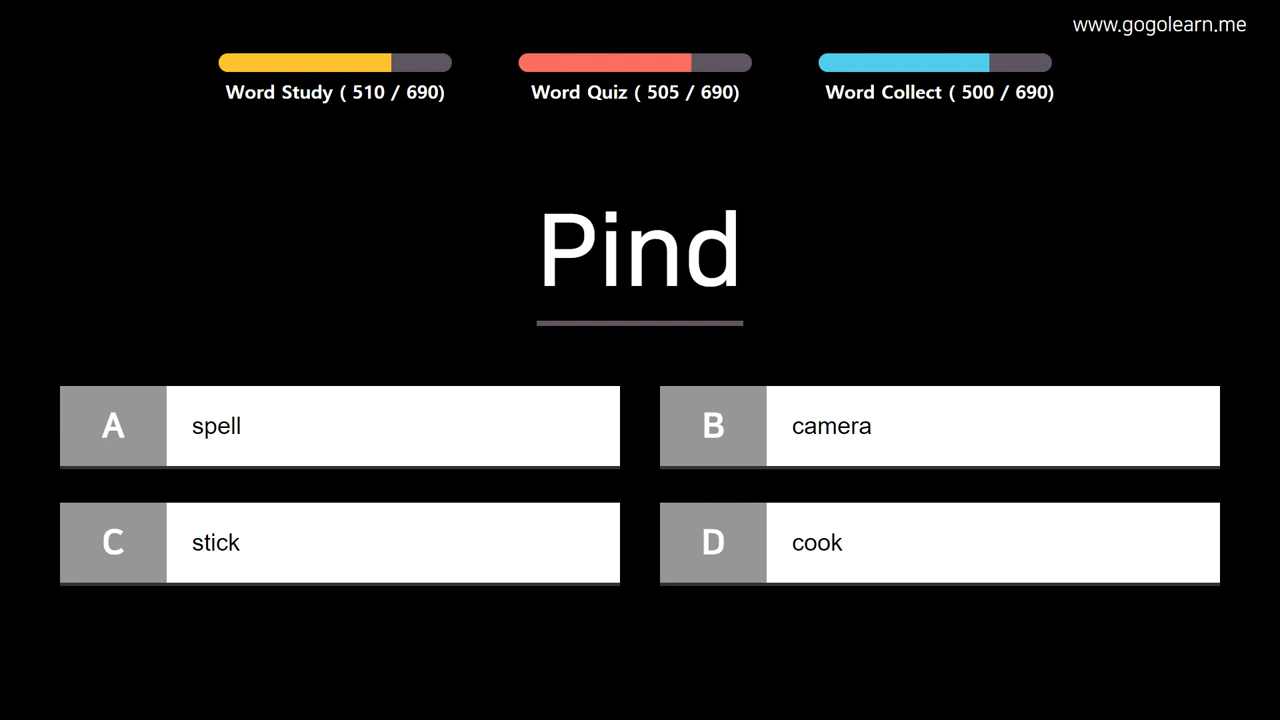 www.gogolearn.me
Word Study ( 510 / 690)
Word Quiz ( 505 / 690)
Word Collect ( 500 / 690)
Pind
A spell
B camera
C stick
D cook